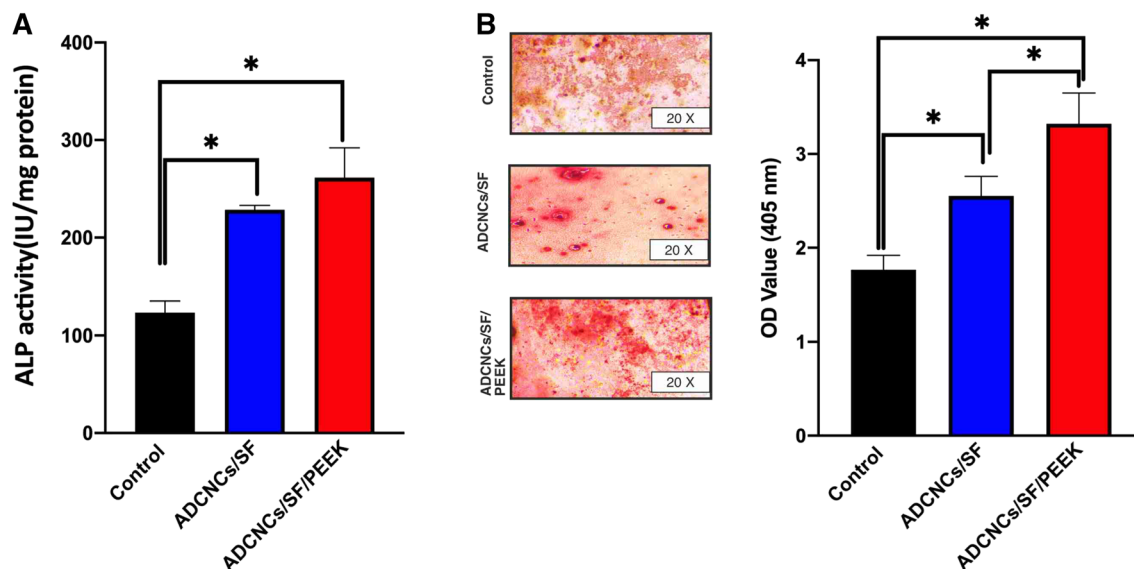 A
ALP activity(IU/mg protein)
400
300
200
100
0
*
*
Control
ADCNCs/SF
ADCNCs/SF/PEEK
B
Control
20 X
ADCNCs/SF
20 X
ADCNCs/SF/
PEEK
20 X
OD Value (405 nm)
4
3
2
1
0
*
*
*
Control
ADCNCs/SF
ADCNCs/SF/PEEK